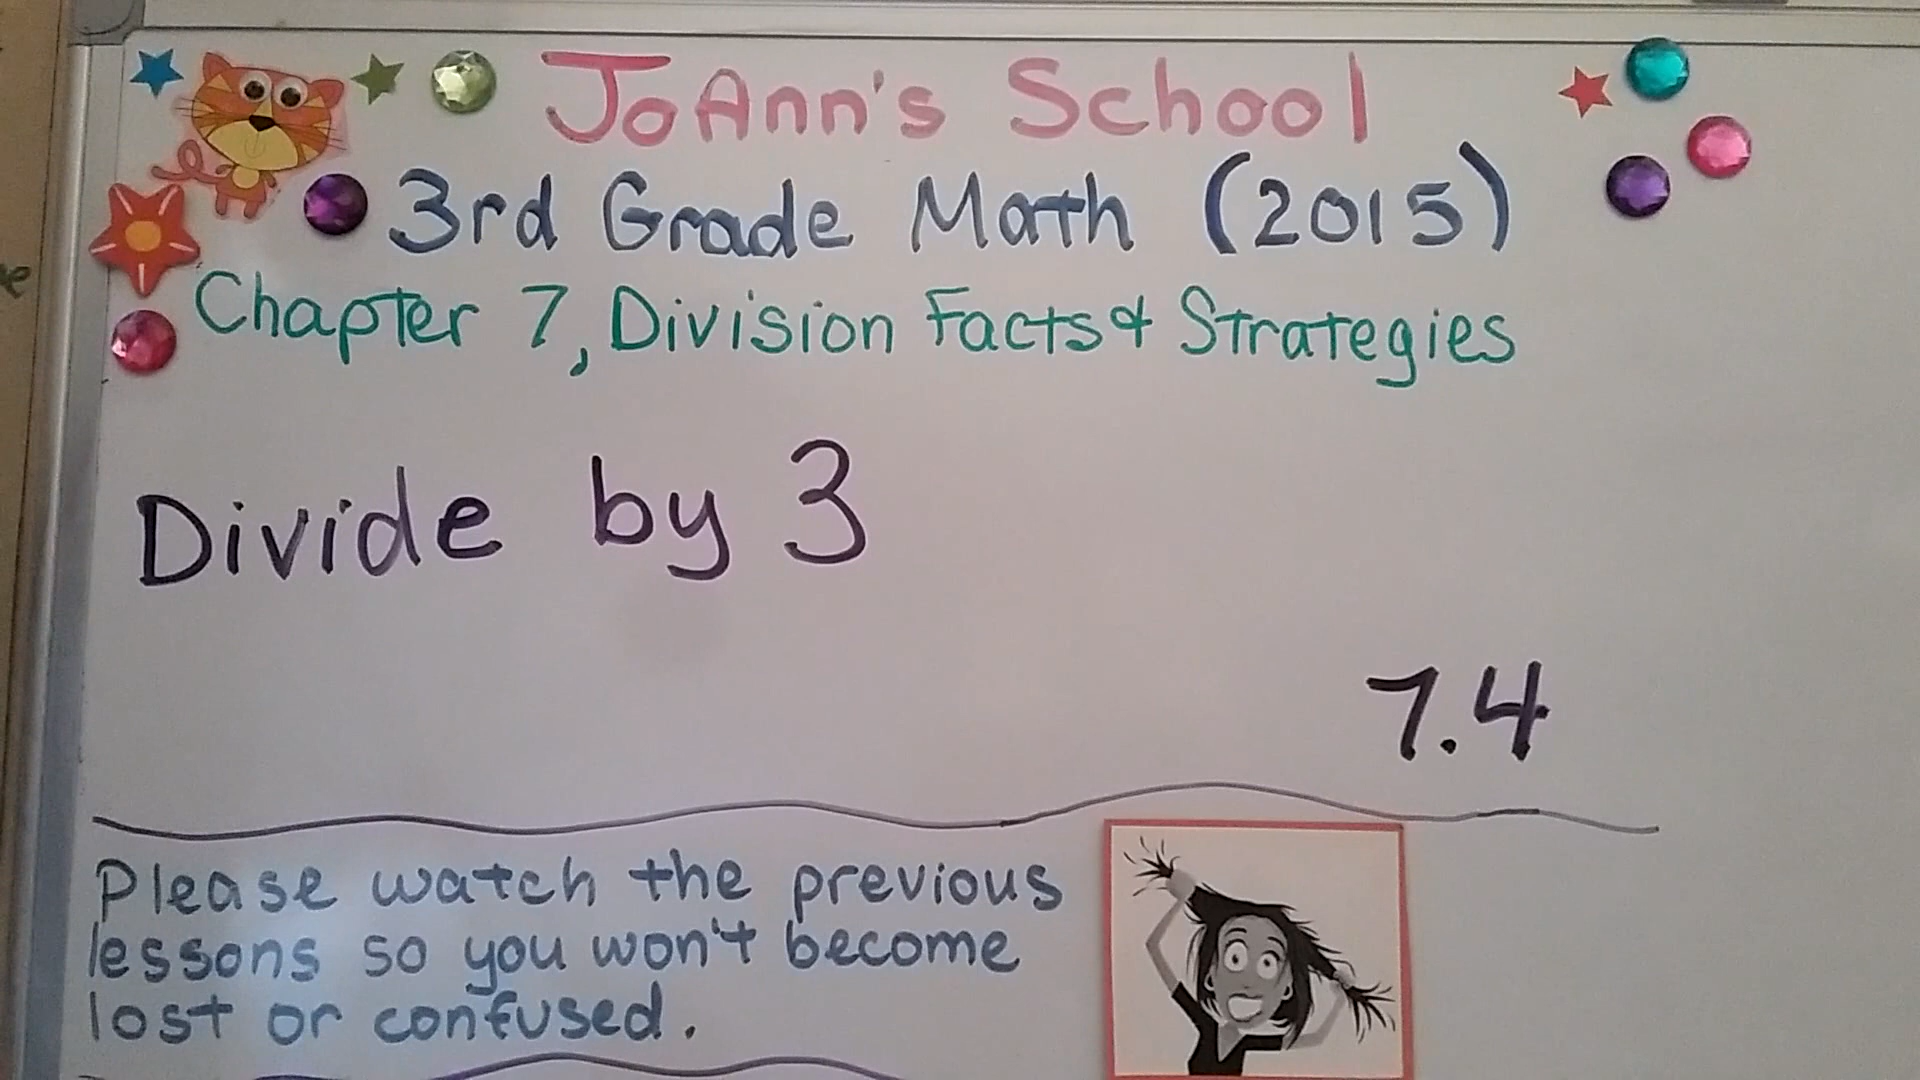 JoAnn's School
3rd Grade Math (2015)
Chapter 7, Division Facts & Strategies
Divide by 3
7.4
Please watch the previous
lessons so you won't become
lost or confused.